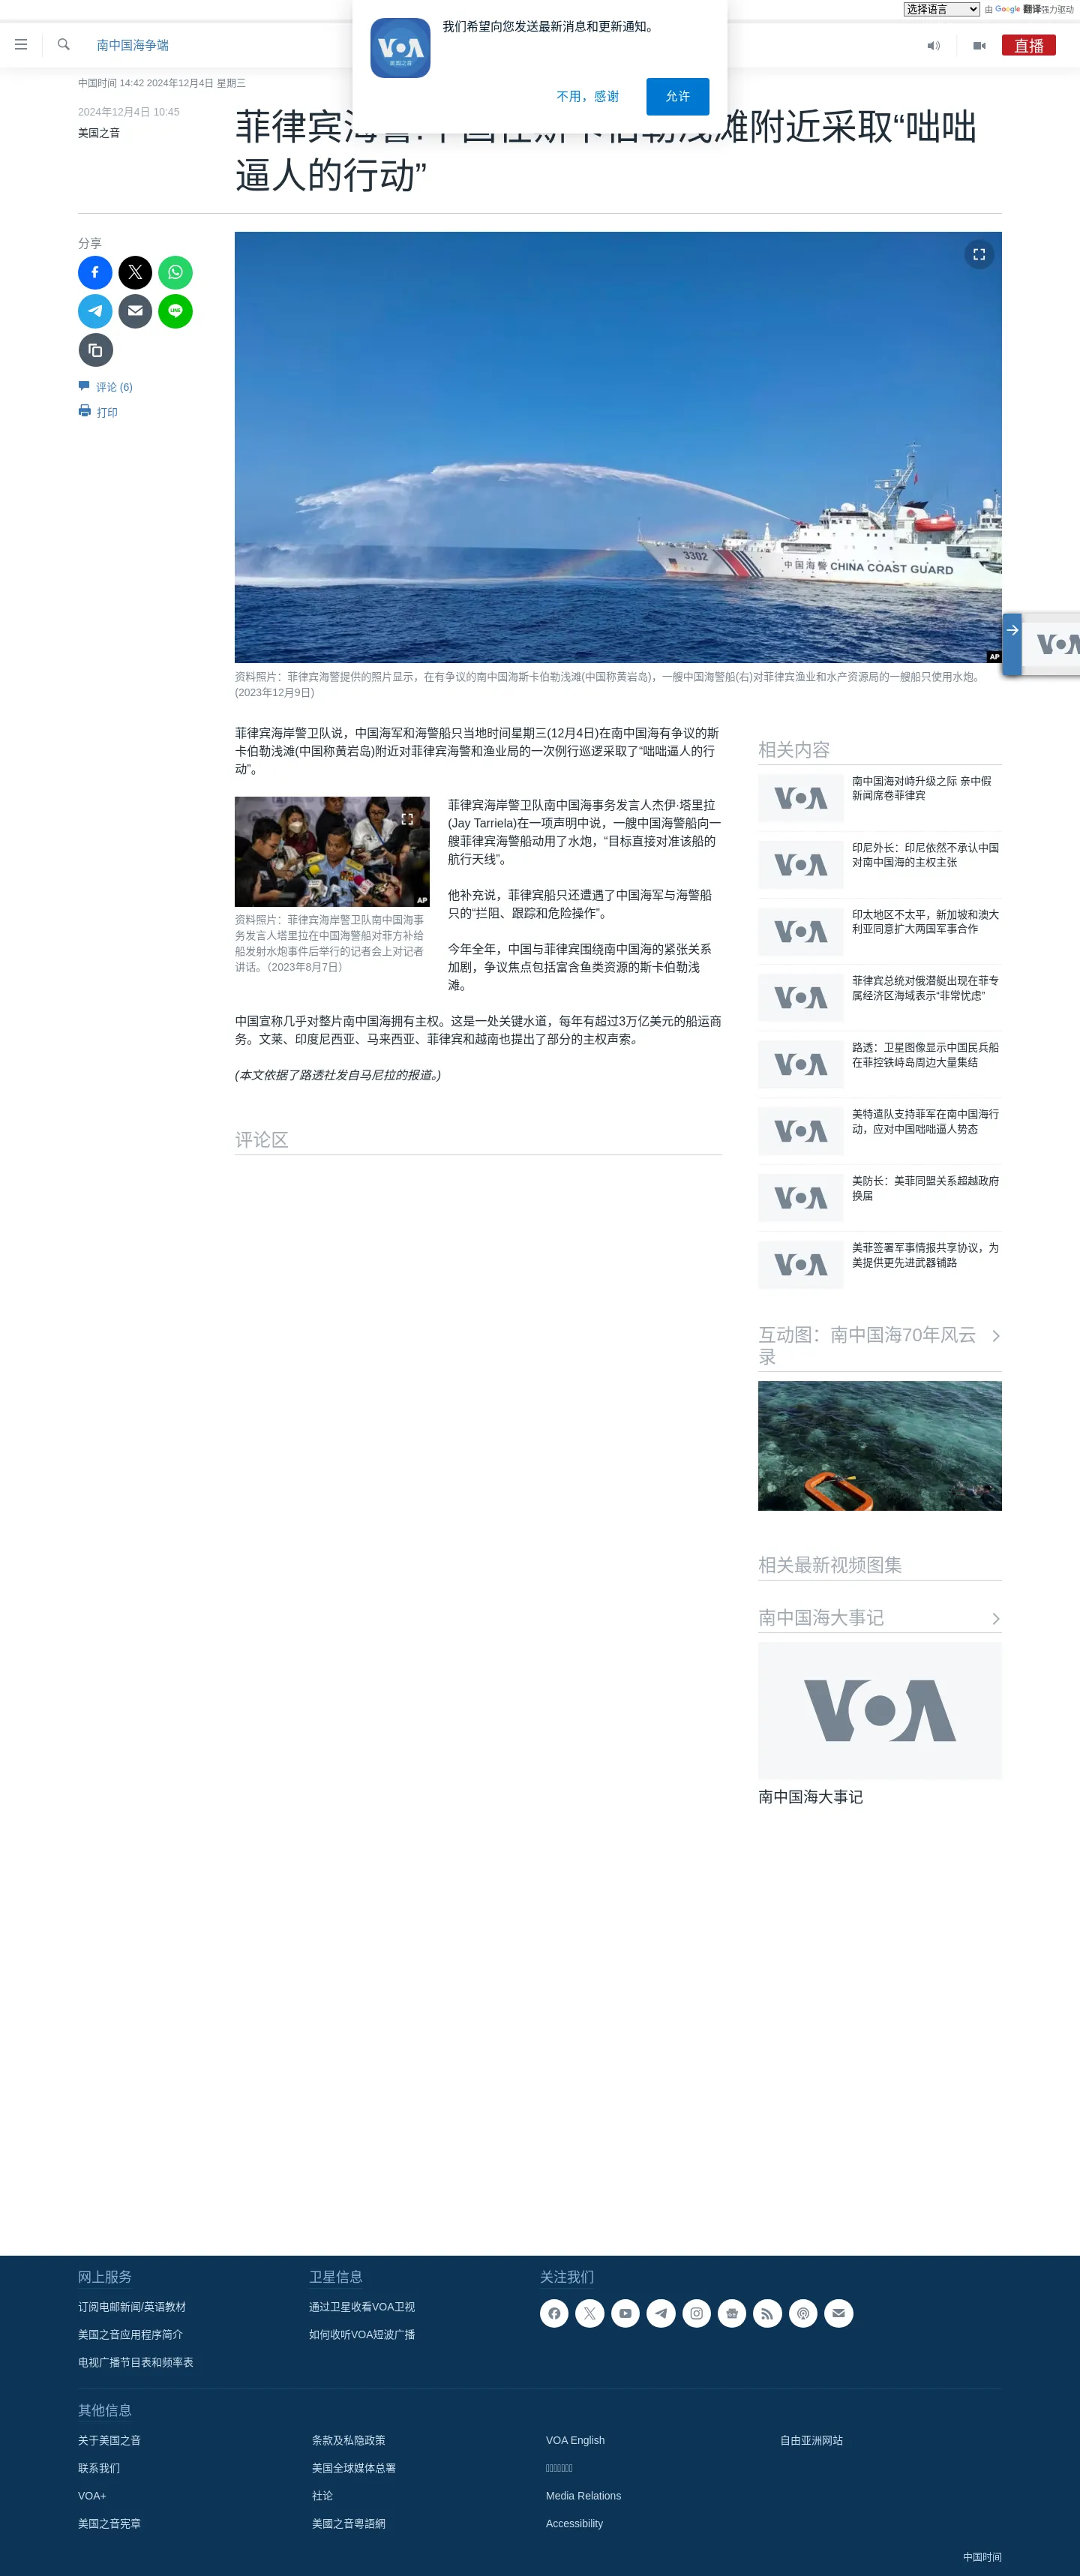 选择语言
由 Google 翻译强力驱动
我们希望向您发送最新消息和更新通知。
VOA
美国之音
不用，感谢
允许
南中国海争端
直播
中国时间 14:42 2024年12月4日 星期三
2024年12月4日 10:45
美国之音
菲律宾海警：中国在斯卡伯勒浅滩附近采取“咄咄
逼人的行动”
分享
LINE
评论 (6)
打印
3302
中国海警 CHINA COAST GUARD
AP
VOA
资料照片：菲律宾海警提供的照片显示，在有争议的南中国海斯卡伯勒浅滩(中国称黄岩岛)，一艘中国海警船(右)对菲律宾渔业和水产资源局的一艘船只使用水炮。
(2023年12月9日)
菲律宾海岸警卫队说，中国海军和海警船只当地时间星期三(12月4日)在南中国海有争议的斯
卡伯勒浅滩(中国称黄岩岛)附近对菲律宾海警和渔业局的一次例行巡逻采取了“咄咄逼人的行
动”。
AP
资料照片：菲律宾海岸警卫队南中国海事
务发言人塔里拉在中国海警船对菲方补给
船发射水炮事件后举行的记者会上对记者
讲话。（2023年8月7日）
菲律宾海岸警卫队南中国海事务发言人杰伊·塔里拉
(Jay Tarriela)在一项声明中说，一艘中国海警船向一
艘菲律宾海警船动用了水炮，“目标直接对准该船的
航行天线”。
他补充说，菲律宾船只还遭遇了中国海军与海警船
只的“拦阻、跟踪和危险操作”。
今年全年，中国与菲律宾围绕南中国海的紧张关系
加剧，争议焦点包括富含鱼类资源的斯卡伯勒浅
滩。
中国宣称几乎对整片南中国海拥有主权。这是一处关键水道，每年有超过3万亿美元的船运商
务。文莱、印度尼西亚、马来西亚、菲律宾和越南也提出了部分的主权声索。
(本文依据了路透社发自马尼拉的报道。)
评论区
相关内容
VOA
南中国海对峙升级之际 亲中假
新闻席卷菲律宾
VOA
印尼外长：印尼依然不承认中国
对南中国海的主权主张
VOA
印太地区不太平，新加坡和澳大
利亚同意扩大两国军事合作
VOA
菲律宾总统对俄潜艇出现在菲专
属经济区海域表示“非常忧虑”
VOA
路透：卫星图像显示中国民兵船
在菲控铁峙岛周边大量集结
VOA
美特遣队支持菲军在南中国海行
动，应对中国咄咄逼人势态
VOA
美防长：美菲同盟关系超越政府
换届
VOA
美菲签署军事情报共享协议，为
美提供更先进武器铺路
互动图：南中国海70年风云
录
相关最新视频图集
南中国海大事记
VOA
南中国海大事记
网上服务
订阅电邮新闻/英语教材
美国之音应用程序简介
电视广播节目表和频率表
卫星信息
通过卫星收看VOA卫视
如何收听VOA短波广播
关注我们
其他信息
关于美国之音
联系我们
VOA+
美国之音宪章
条款及私隐政策
美国全球媒体总署
社论
美國之音粵語網
VOA English
Media Relations
Accessibility
自由亚洲网站
中国时间